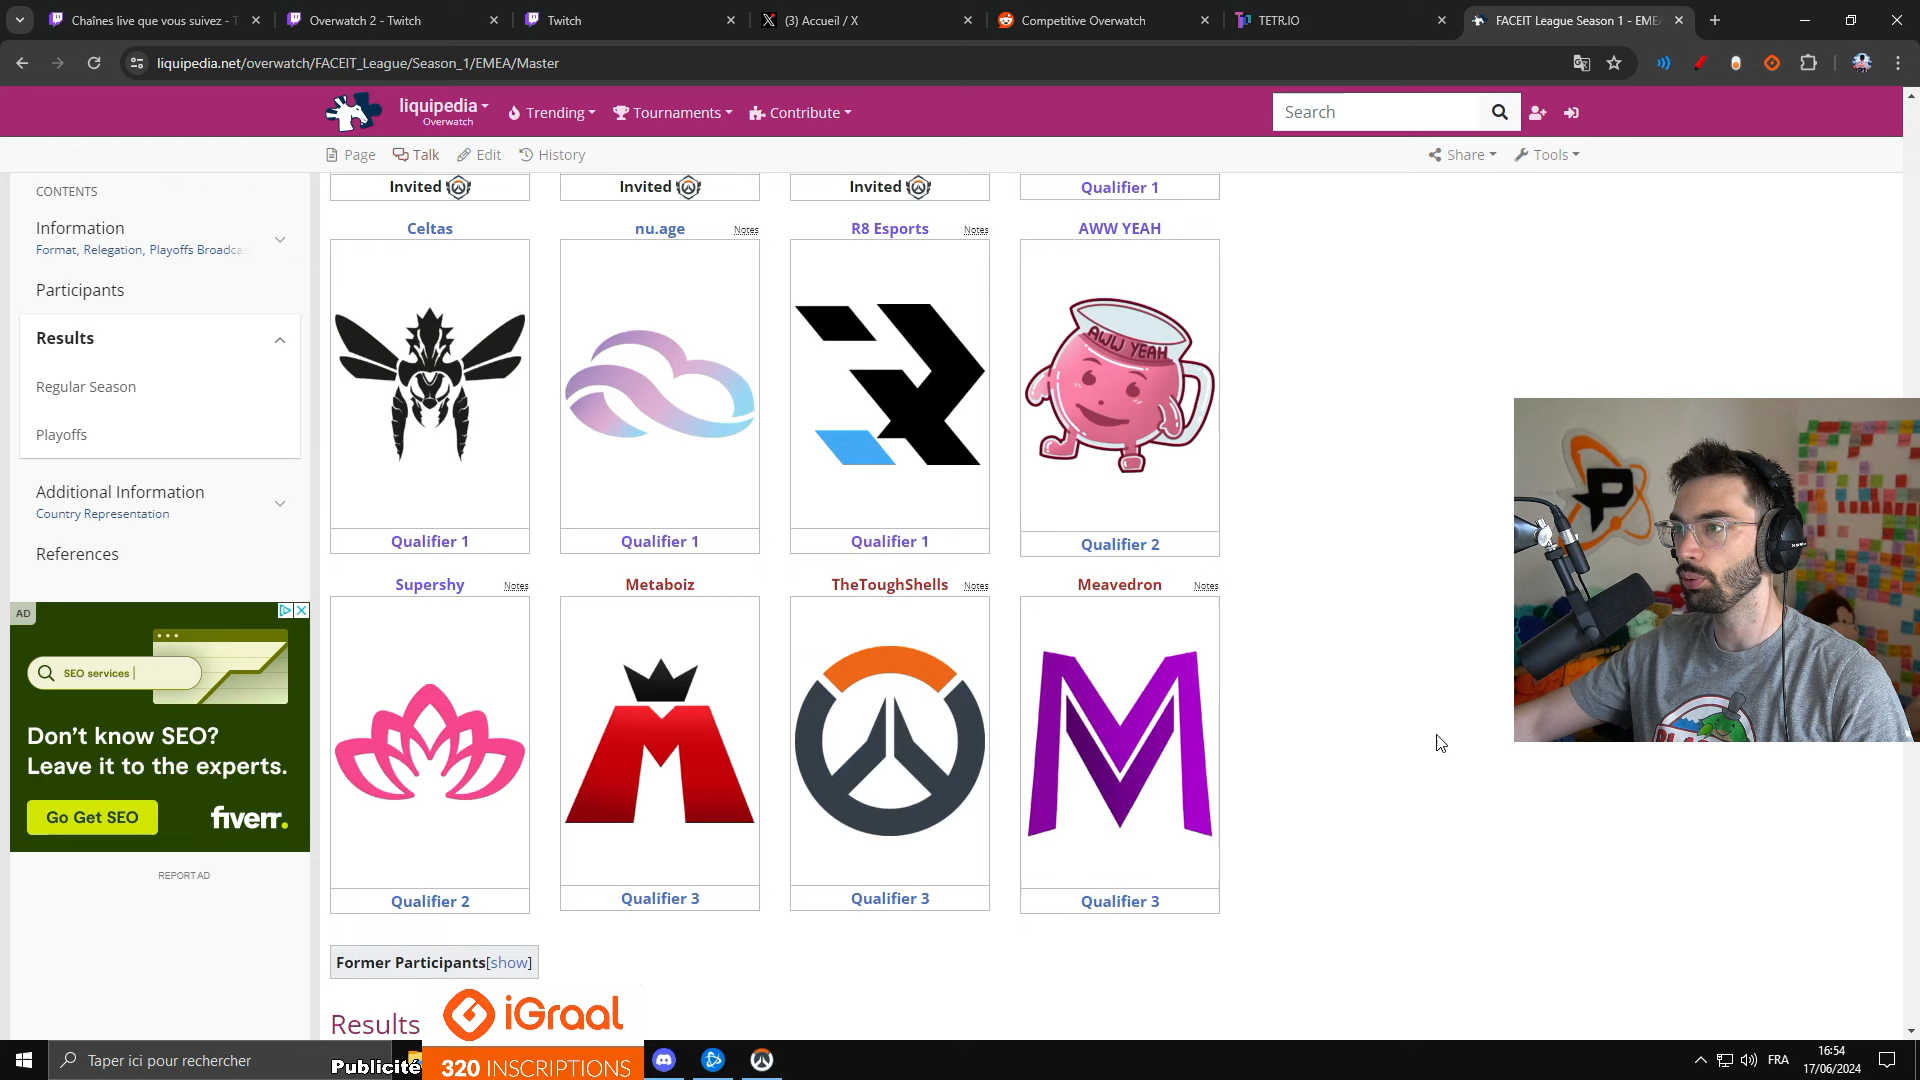 Chaînes live que vous suivez - T
Overwatch 2 - Twitch
Twitch
(3) Accueil / X
Competitive Overwatch
TETR.IO
FACEIT League Season 1 - EME
liquipedia.net/overwatch/FACEIT_League/Season_1/EMEA/Master
liquipedia
Overwatch
Trending
Tournaments
Contribute
Search
Page
Talk
Edit
History
Share
Tools
CONTENTS
Information
Format, Relegation, Playoffs Broadca
Participants
Results
Regular Season
Playoffs
Additional Information
Country Representation
References
AD
SEO services |
Don't know SEO?
Leave it to the experts.
Go Get SEO
fiverr.
REPORT AD
Invited
Invited
Invited
Qualifier 1
Celtas
nu.age
Notes
R8 Esports
Notes
AWW YEAH
AWW YEAH
Qualifier 1
Qualifier 1
Qualifier 1
Qualifier 2
Supershy
Notes
Metaboiz
TheToughShells
Notes
Meavedron
Notes
Qualifier 2
Qualifier 3
Qualifier 3
Qualifier 3
Former Participants[show]
Results
iGraal
320 INSCRIPTIONS
Publicité
Taper ici pour rechercher
FRA
16:54
17/06/2024